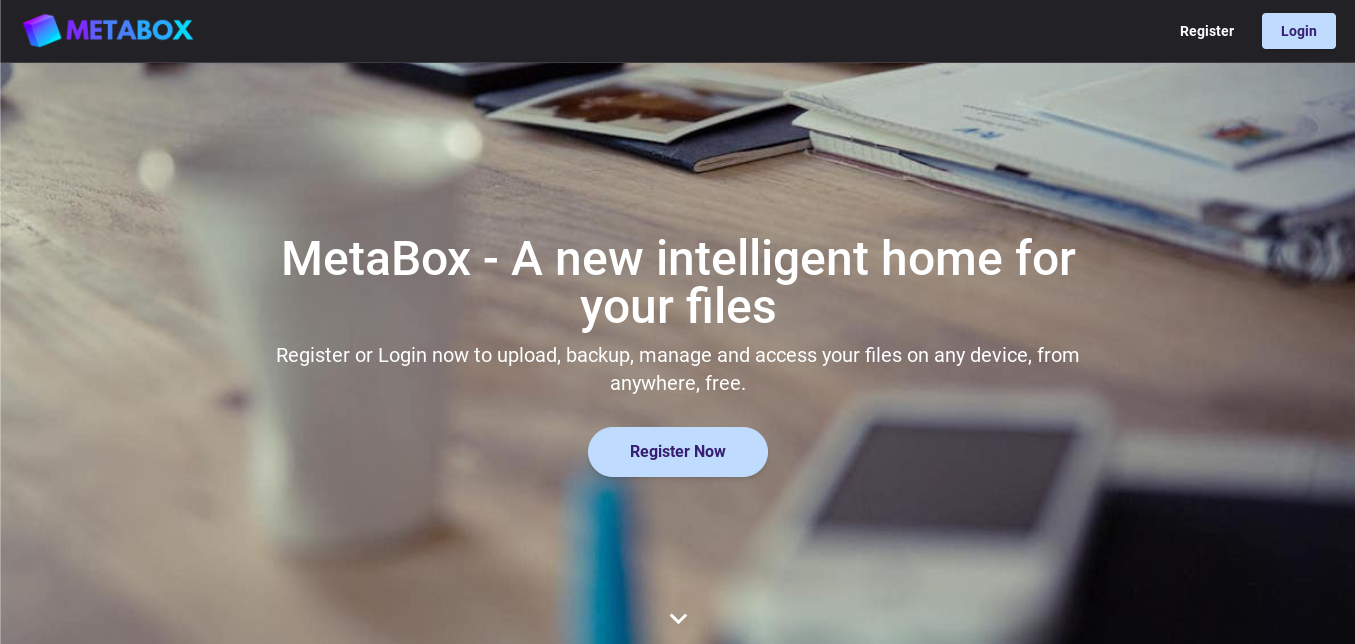 METABOX
Register
Login
MetaBox - A new intelligent home for
your files
Register or Login now to upload, backup, manage and access your files on any device, from
anywhere, free.
Register Now